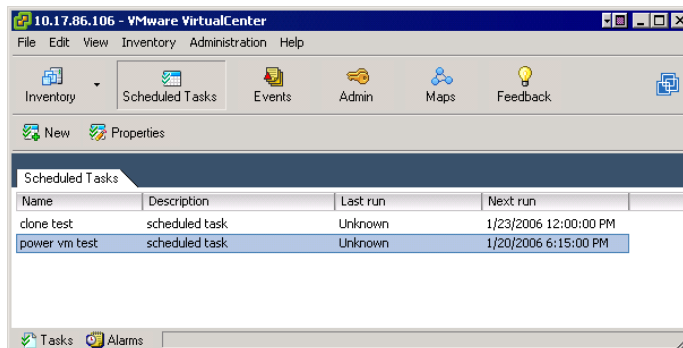 10.17.86.106 - VMware VirtualCenter
File Edit View Inventory Administration Help
Inventory Scheduled Tasks Events Admin Maps Feedback
New Properties
Scheduled Tasks
Name Description Last run Next run
clone test scheduled task Unknown 1/23/2006 12:00:00 PM
power vm test scheduled task Unknown 1/20/2006 6:15:00 PM
Tasks Alarms